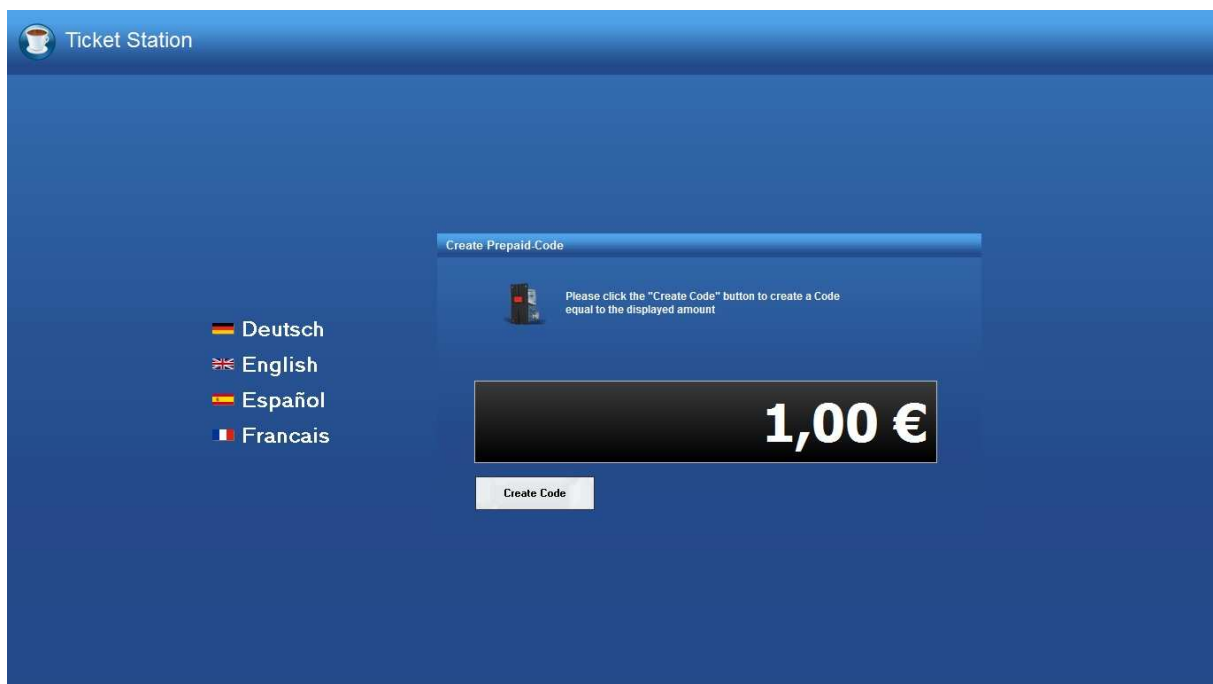 Ticket Station
Deutsch
English
Español
Francais
Create Prepaid-Code
Please click the "Create Code" button to create a Code
equal to the displayed amount
1,00 €
Create Code